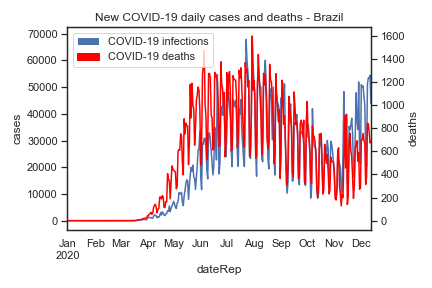 New COVID-19 daily cases and deaths - Brazil
COVID-19 infections
COVID-19 deaths
70000
60000
50000
40000
30000
20000
10000
0
cases
1600
1400
1200
1000
800
600
400
200
0
deaths
Jan Feb Mar Apr May Jun Jul Aug Sep Oct Nov Dec
2020
dateRep